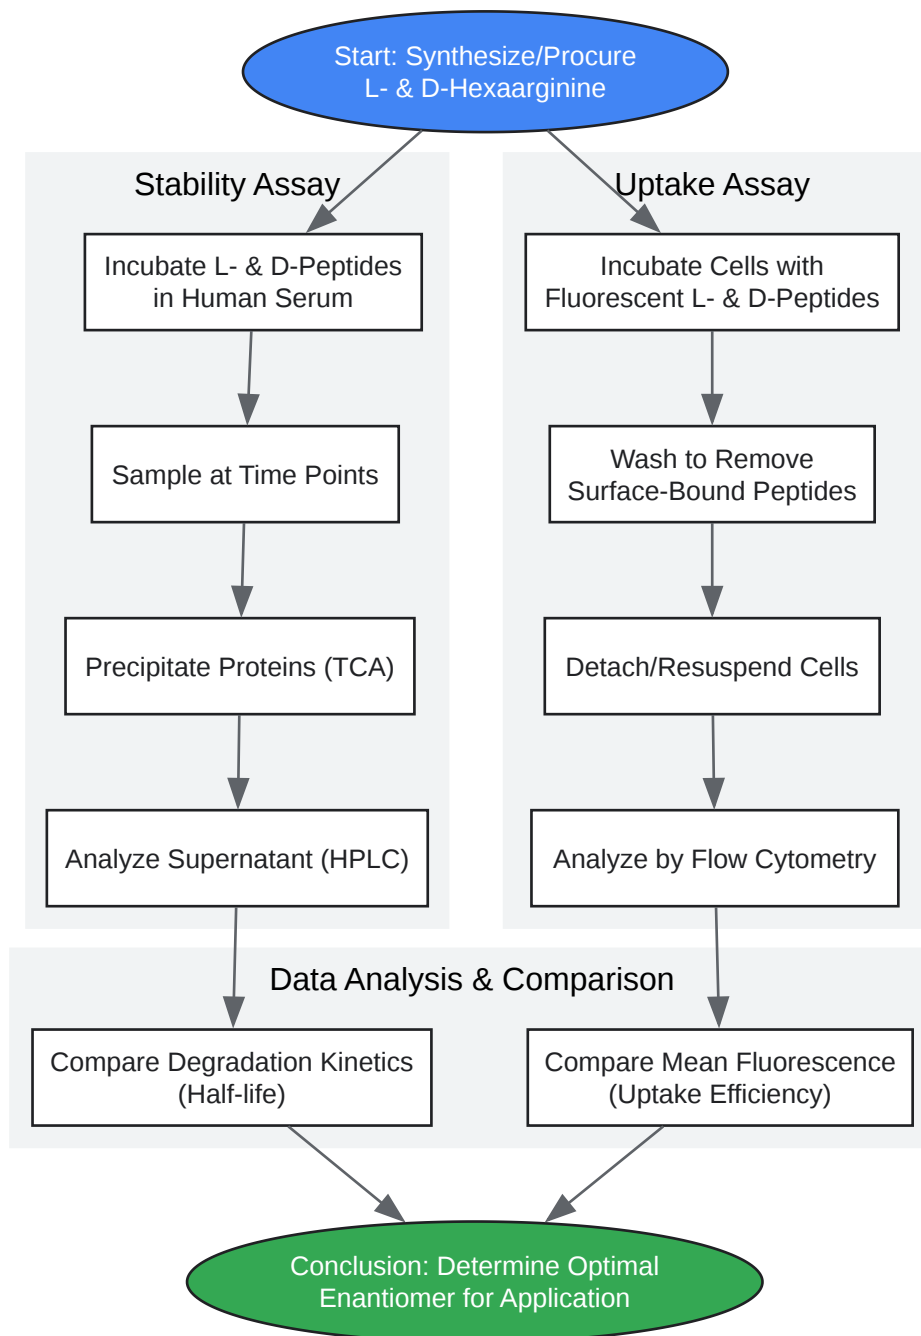 Start: Synthesize/Procure
L- & D-Hexaarginine
Stability Assay
Incubate L- & D-Peptides
in Human Serum
Sample at Time Points
Precipitate Proteins (TCA)
Analyze Supernatant (HPLC)
Uptake Assay
Incubate Cells with
Fluorescent L- & D-Peptides
Wash to Remove
Surface-Bound Peptides
Detach/Resuspend Cells
Analyze by Flow Cytometry
Data Analysis & Comparison
Compare Degradation Kinetics
(Half-life)
Compare Mean Fluorescence
(Uptake Efficiency)
Conclusion: Determine Optimal
Enantiomer for Application